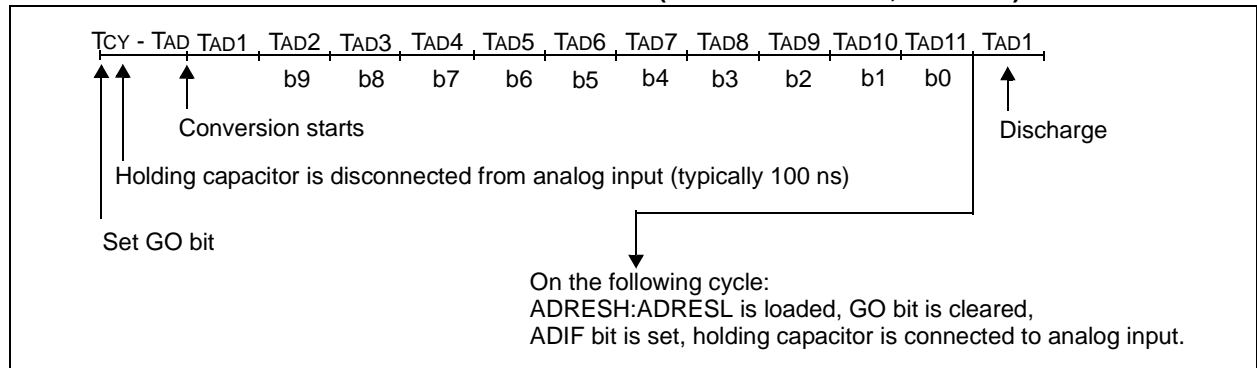 TCY - TAD TAD1 TAD2 TAD3 TAD4 TAD5 TAD6 TAD7 TAD8 TAD9 TAD10 TAD11 TAD1
b9 b8 b7 b6 b5 b4 b3 b2 b1 b0
Conversion starts
Discharge
Holding capacitor is disconnected from analog input (typically 100 ns)
Set GO bit
On the following cycle:
ADRESH:ADRESL is loaded, GO bit is cleared,
ADIF bit is set, holding capacitor is connected to analog input.